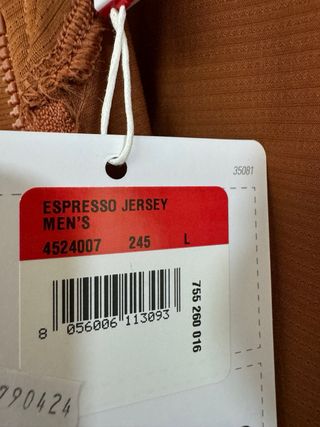 35081
ESPRESSO JERSEY
MEN'S
4524007 245 L
8 056006 113093
755 260 016
790424